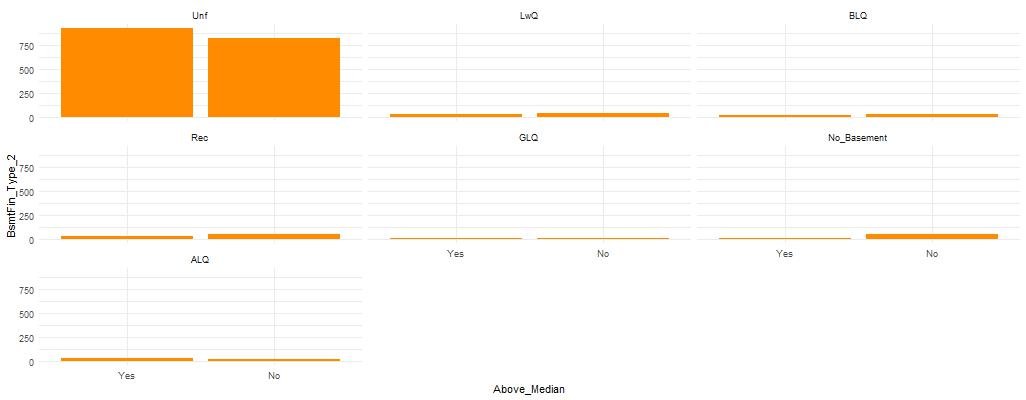 Unf LwQ BLQ
750
500
250
0
Rec GLQ No_Basement
750
500
250
0
BsmtFin_Type_2
Yes No Yes No
ALQ
750
500
250
0
Yes No
Above_Median